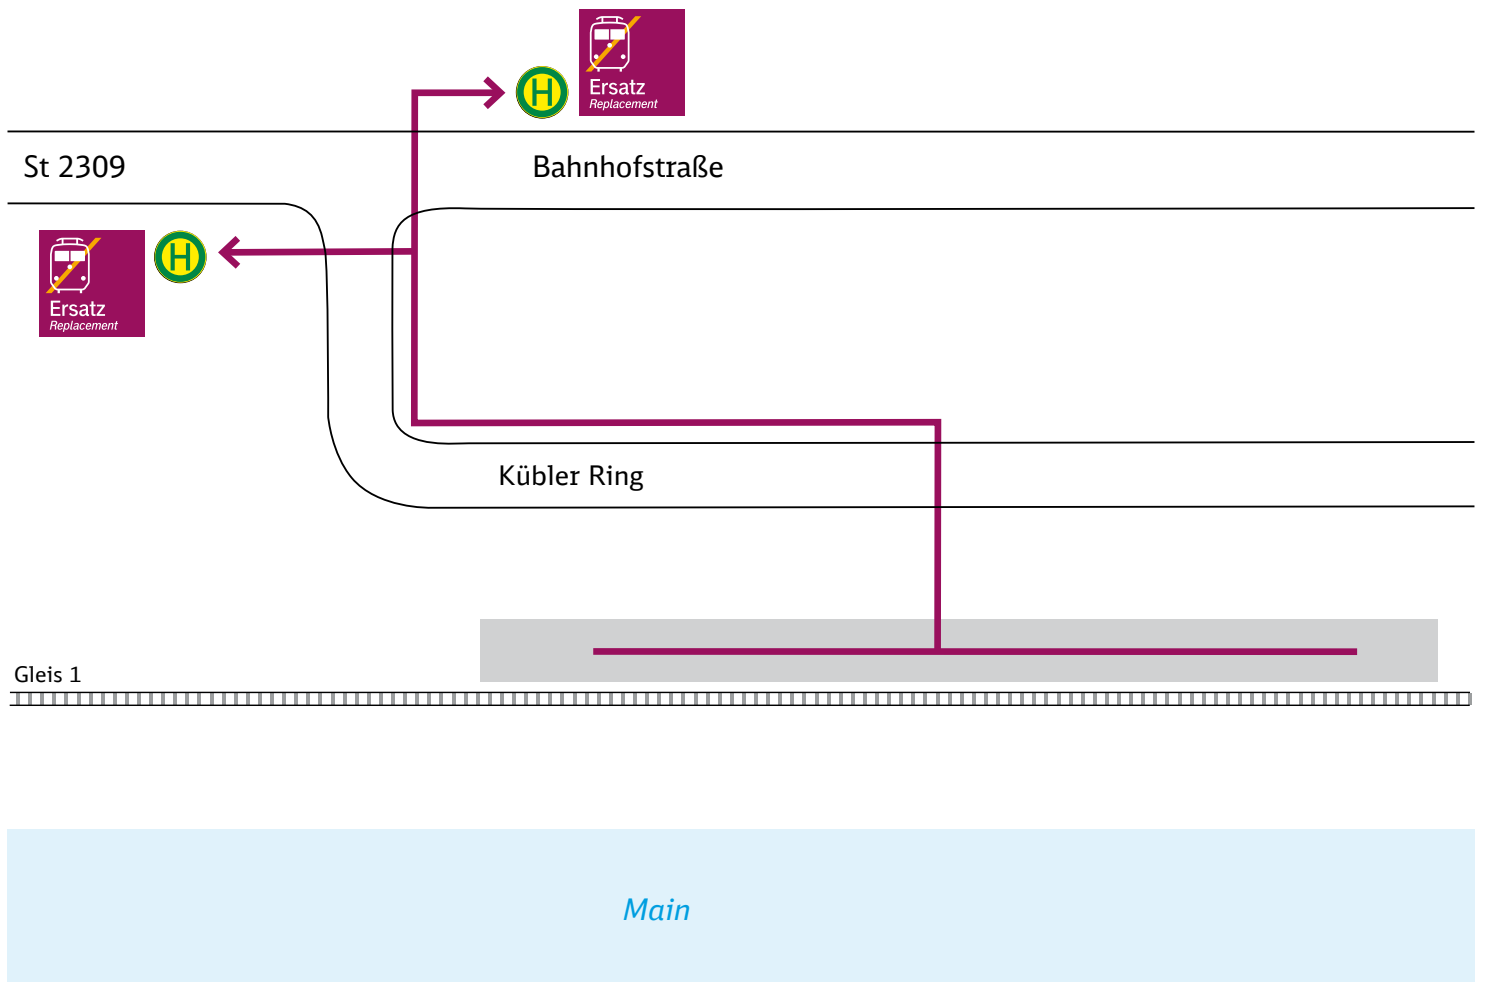 H
Ersatz
Replacement
St 2309
Bahnhofstraße
H
Ersatz
Replacement
Kübler Ring
Gleis 1
Main